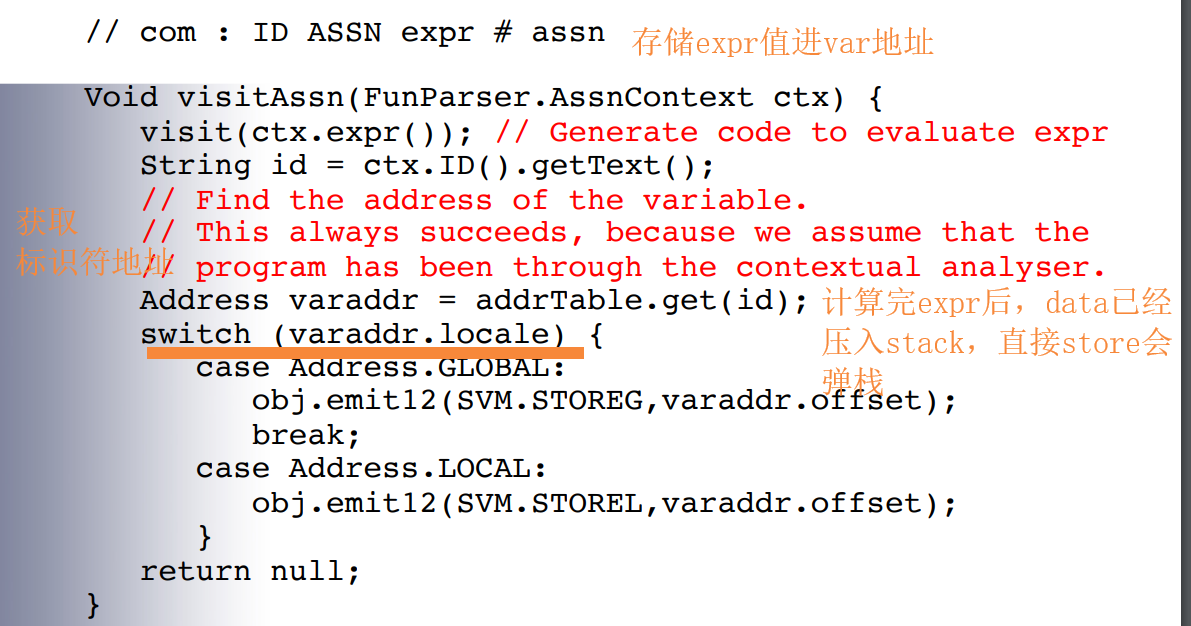 // com : ID ASSN expr # assn 存储expr值进var地址
Void visitAssn(FunParser.AssnContext ctx) {
visit(ctx.expr()); // Generate code to evaluate expr
String id = ctx.ID().getText();
// Find the address of the variable.
获取
// This always succeeds, because we assume that the
标识符地址
// program has been through the contextual analyser.
Address varaddr = addrTable.get(id);
计算完expr后，data已经
switch (varaddr.locale) {
压入stack，直接store会
case Address.GLOBAL:
弹栈
obj.emit12(SVM.STOREG,varaddr.offset);
break;
case Address.LOCAL:
obj.emit12(SVM.STOREL,varaddr.offset);
}
return null;
}